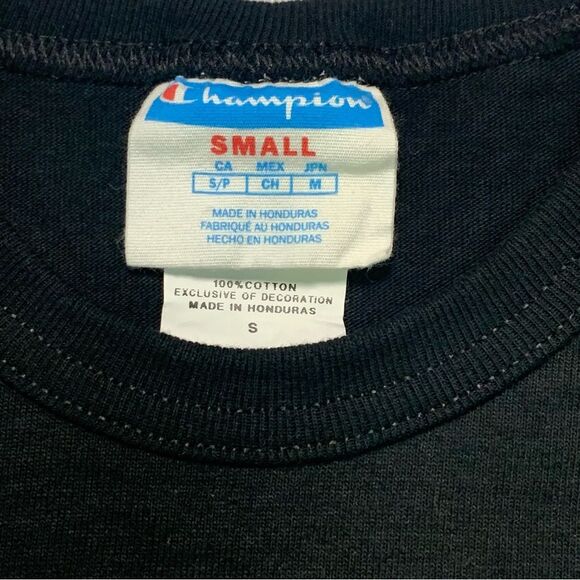 Champion
SMALL
CA MEX JPN
S/P CH M
MADE IN HONDURAS
FABRIQUÉ AU HONDURAS
HECHO EN HONDURAS
100% COTTON
EXCLUSIVE OF DECORATION
MADE IN HONDURAS
S